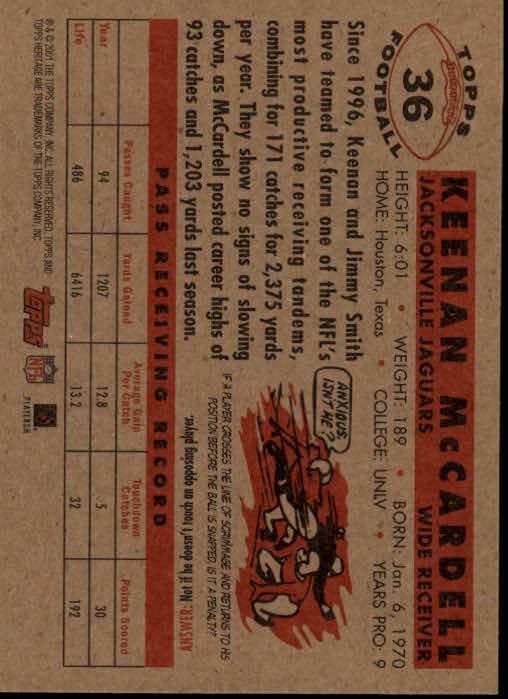 TOPPS
36
FOOTBALL
KEENAN McCARDELL
JACKSONVILLE JAGUARS WIDE RECEIVER
HEIGHT: 6:01 • WEIGHT: 189 • BORN: Jan. 6, 1970
HOME: Houston, Texas • COLLEGE: UNLV • YEARS PRO: 9
Since 1996, Keenan and Jimmy Smith
have teamed to form one of the NFL's
most productive receiving tandems,
combining for 171 catches for 2,375 yards
per year. They show no signs of slowing
down, as McCardell posted career highs of
93 catches and 1,203 yards last season.
ANXIOUS,
ISN'T HE?
IF A PLAYER CROSSES THE LINE OF SCRIMMAGE AND RETURNS TO HIS
POSITION BEFORE THE BALL IS SNAPPED, IS IT A PENALTY?
ANSWER: Not if he doesn't touch an opposing player.
PASS RECEIVING RECORD
Year Passes Caught Yards Gained Average Gain Per Catch Touchdown Catches Points Scored
94 1207 12.8 5 30
Life 486 6416 13.2 32 192
® & © 2001 THE TOPPS COMPANY, INC. ALL RIGHTS RESERVED. TOPPS AND
TOPPS HERITAGE ARE TRADEMARKS OF THE TOPPS COMPANY, INC.
Topps
NFL
PLAYERS